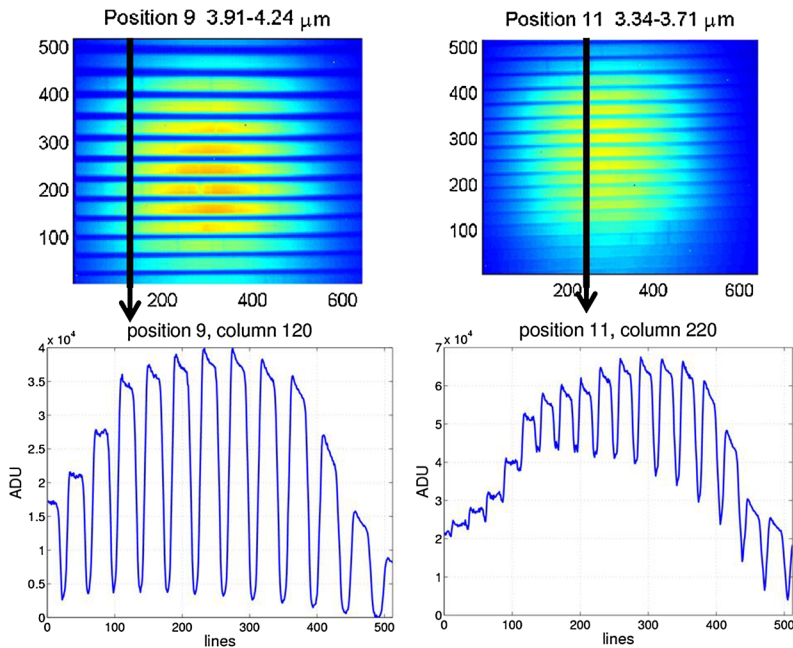 Position 9 3.91-4.24 μm
500
400
300
200
100
200 400 600
Position 11 3.34-3.71 μm
500
400
300
200
100
200 400 600
position 9, column 120
x 10⁴
4
3.5
3
2.5
2
1.5
1
0.5
0
ADU
0 100 200 300 400 500
lines
position 11, column 220
x 10⁴
7
6
5
4
3
2
1
0
ADU
0 100 200 300 400 500
lines